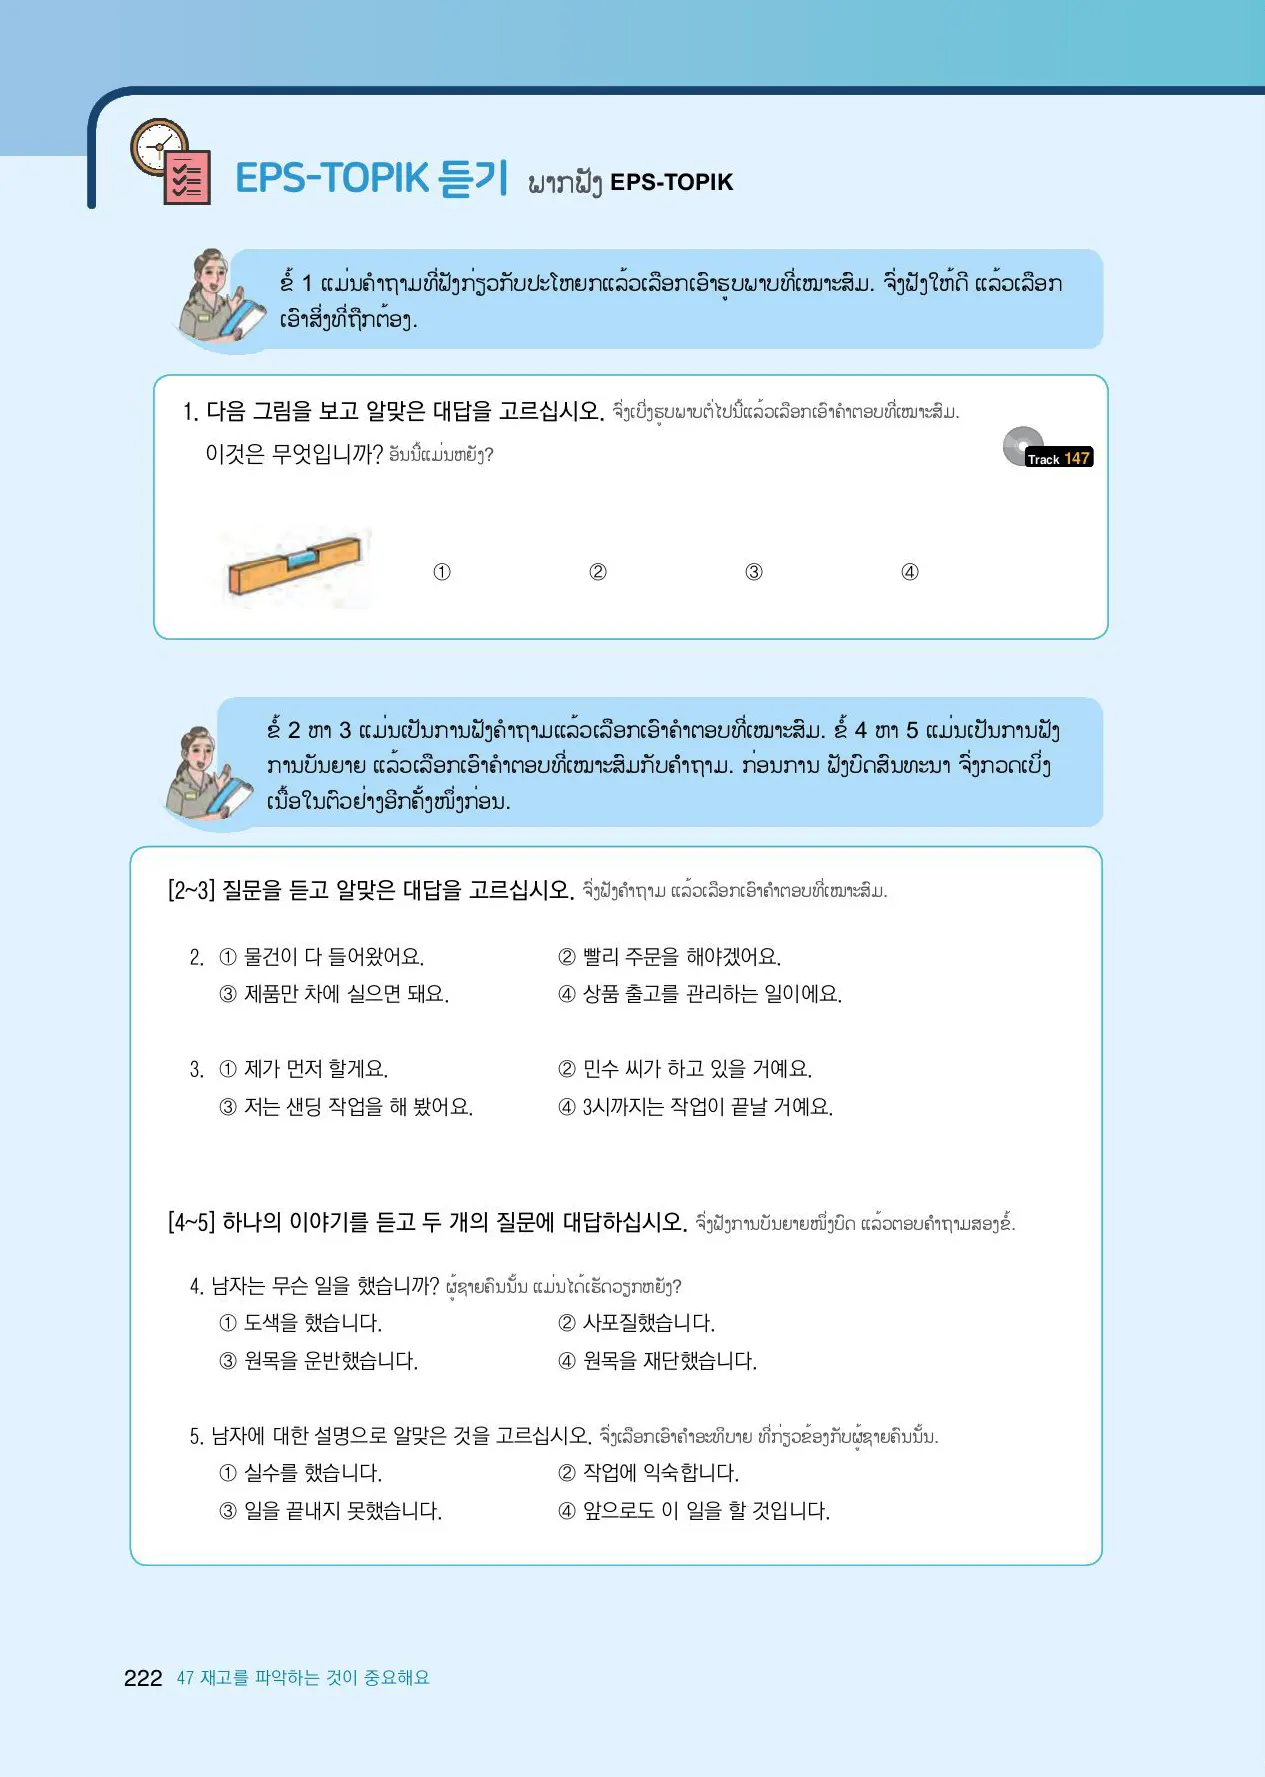 EPS-TOPIK 듣기 ພາກຟັງ EPS-TOPIK
ຂໍ້ 1 ແມ່ນຄຳຖາມທີ່ຟັງກ່ຽວກັບປະໂຫຍກແລ້ວເລືອກເອົາຮູບພາບທີ່ເໝາະສົມ. ຈົ່ງຟັງໃຫ້ດີ ແລ້ວເລືອກ
ເອົາສິ່ງທີ່ຖືກຕ້ອງ.
1. 다음 그림을 보고 알맞은 대답을 고르십시오. ຈົ່ງເບິ່ງຮູບພາບຕໍ່ໄປນີ້ແລ້ວເລືອກເອົາຄຳຕອບທີ່ເໝາະສົມ.
이것은 무엇입니까? ອັນນີ້ແມ່ນຫຍັງ?
Track 147
① ② ③ ④
ຂໍ້ 2 ຫາ 3 ແມ່ນເປັນການຟັງຄຳຖາມແລ້ວເລືອກເອົາຄຳຕອບທີ່ເໝາະສົມ. ຂໍ້ 4 ຫາ 5 ແມ່ນເປັນການຟັງ
ການບັນຍາຍ ແລ້ວເລືອກເອົາຄຳຕອບທີ່ເໝາະສົມກັບຄຳຖາມ. ກ່ອນການ ຟັງບົດສົນທະນາ ຈົ່ງກວດເບິ່ງ
ເນື້ອໃນຕົວຢ່າງອີກຄັ້ງໜຶ່ງກ່ອນ.
[2~3] 질문을 듣고 알맞은 대답을 고르십시오. ຈົ່ງຟັງຄຳຖາມ ແລ້ວເລືອກເອົາຄຳຕອບທີ່ເໝາະສົມ.
2. ① 물건이 다 들어왔어요. ② 빨리 주문을 해야겠어요.
③ 제품만 차에 실으면 돼요. ④ 상품 출고를 관리하는 일이에요.
3. ① 제가 먼저 할게요. ② 민수 씨가 하고 있을 거예요.
③ 저는 샌딩 작업을 해 봤어요. ④ 3시까지는 작업이 끝날 거예요.
[4~5] 하나의 이야기를 듣고 두 개의 질문에 대답하십시오. ຈົ່ງຟັງການບັນຍາຍໜຶ່ງບົດ ແລ້ວຕອບຄຳຖາມສອງຂໍ້.
4. 남자는 무슨 일을 했습니까? ຜູ້ຊາຍຄົນນັ້ນ ແມ່ນໄດ້ເຮັດວຽກຫຍັງ?
① 도색을 했습니다. ② 사포질했습니다.
③ 원목을 운반했습니다. ④ 원목을 재단했습니다.
5. 남자에 대한 설명으로 알맞은 것을 고르십시오. ຈົ່ງເລືອກເອົາຄຳອະທິບາຍ ທີ່ກ່ຽວຂ້ອງກັບຜູ້ຊາຍຄົນນັ້ນ.
① 실수를 했습니다. ② 작업에 익숙합니다.
③ 일을 끝내지 못했습니다. ④ 앞으로도 이 일을 할 것입니다.
222 47 재고를 파악하는 것이 중요해요